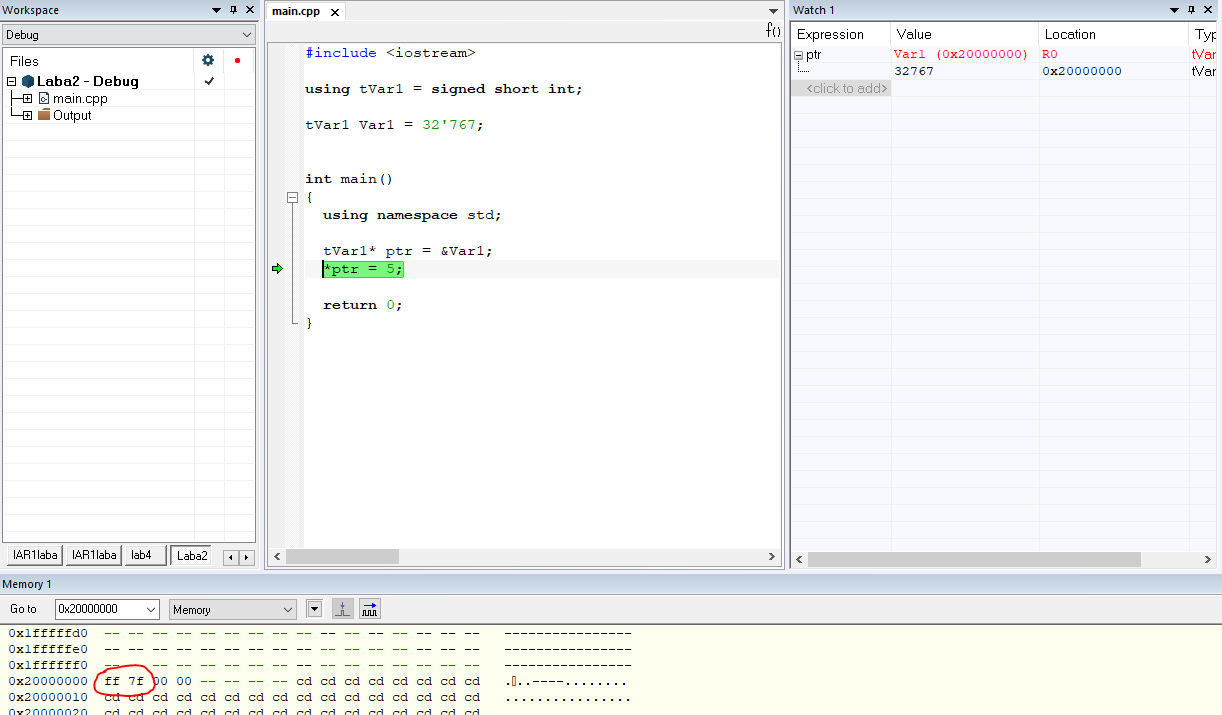 Workspace
Debug
Files
Laba2 - Debug
main.cpp
Output
IAR1laba IAR1laba lab4 Laba2
main.cpp
f()
#include <iostream>
using tVar1 = signed short int;
tVar1 Var1 = 32'767;
int main()
{
using namespace std;
tVar1* ptr = &Var1;
*ptr = 5;
return 0;
}
Watch 1
Expression Value Location Typ
ptr Var1 (0x20000000) R0 tVar
32767 0x20000000 tVar
<click to add>
Memory 1
Go to 0x20000000 Memory
0x1fffffd0 -- -- -- -- -- -- -- -- -- -- -- -- -- -- -- -- ----------------
0x1fffffe0 -- -- -- -- -- -- -- -- -- -- -- -- -- -- -- -- ----------------
0x1ffffff0 -- -- -- -- -- -- -- -- -- -- -- -- -- -- -- -- ----------------
0x20000000 ff 7f 00 00 -- -- -- -- cd cd cd cd cd cd cd cd .▯..----........
0x20000010 cd cd cd cd cd cd cd cd cd cd cd cd cd cd cd cd ................
0x20000020 cd cd cd cd cd cd cd cd cd cd cd cd cd cd cd cd